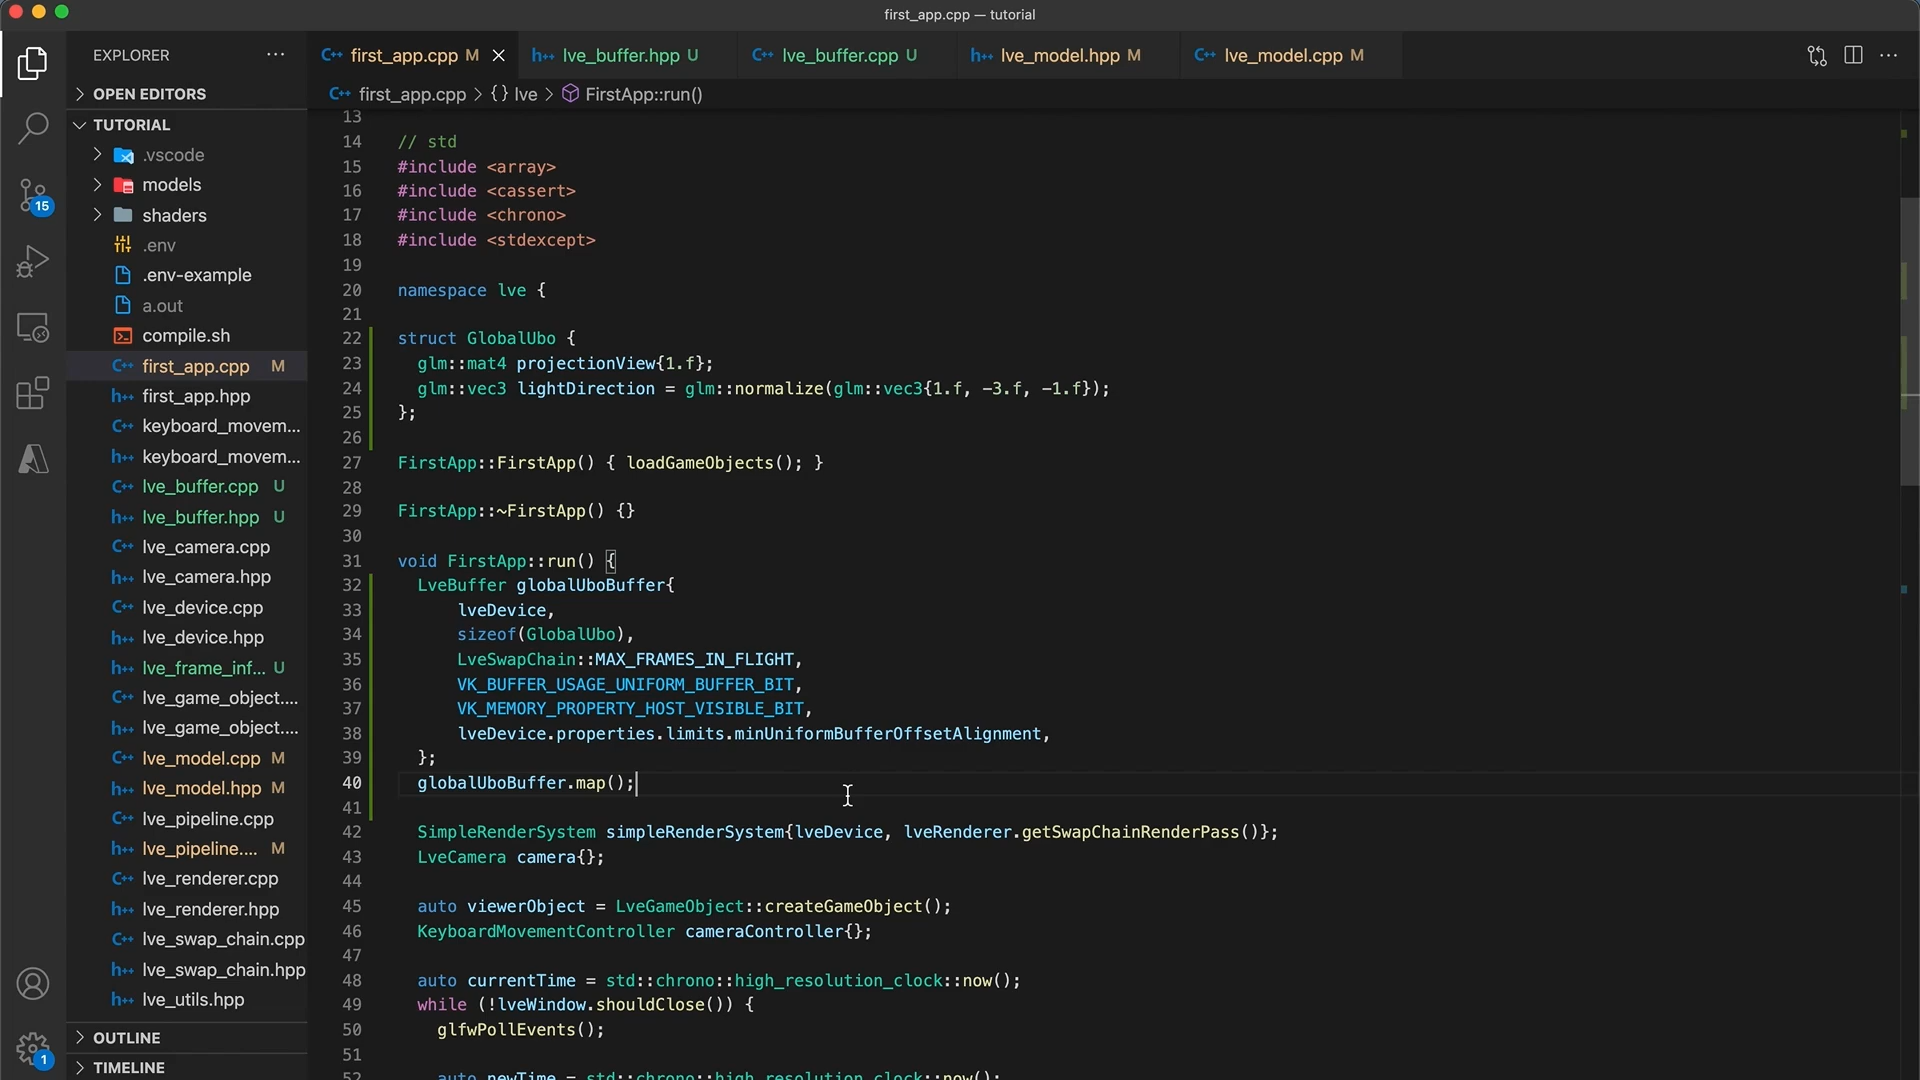 first_app.cpp — tutorial
EXPLORER
OPEN EDITORS
TUTORIAL
.vscode
models
shaders
.env
.env-example
a.out
compile.sh
first_app.cpp M
first_app.hpp
keyboard_movem...
keyboard_movem...
lve_buffer.cpp U
lve_buffer.hpp U
lve_camera.cpp
lve_camera.hpp
lve_device.cpp
lve_device.hpp
lve_frame_inf... U
lve_game_object....
lve_game_object....
lve_model.cpp M
lve_model.hpp M
lve_pipeline.cpp
lve_pipeline.... M
lve_renderer.cpp
lve_renderer.hpp
lve_swap_chain.cpp
lve_swap_chain.hpp
lve_utils.hpp
OUTLINE
TIMELINE
15
1
first_app.cpp M
lve_buffer.hpp U
lve_buffer.cpp U
lve_model.hpp M
lve_model.cpp M
first_app.cpp > {} lve > FirstApp::run()
13
14 // std
15 #include <array>
16 #include <cassert>
17 #include <chrono>
18 #include <stdexcept>
19
20 namespace lve {
21
22 struct GlobalUbo {
23 glm::mat4 projectionView{1.f};
24 glm::vec3 lightDirection = glm::normalize(glm::vec3{1.f, -3.f, -1.f});
25 };
26
27 FirstApp::FirstApp() { loadGameObjects(); }
28
29 FirstApp::~FirstApp() {}
30
31 void FirstApp::run() {
32 LveBuffer globalUboBuffer{
33 lveDevice,
34 sizeof(GlobalUbo),
35 LveSwapChain::MAX_FRAMES_IN_FLIGHT,
36 VK_BUFFER_USAGE_UNIFORM_BUFFER_BIT,
37 VK_MEMORY_PROPERTY_HOST_VISIBLE_BIT,
38 lveDevice.properties.limits.minUniformBufferOffsetAlignment,
39 };
40 globalUboBuffer.map();
41
42 SimpleRenderSystem simpleRenderSystem{lveDevice, lveRenderer.getSwapChainRenderPass()};
43 LveCamera camera{};
44
45 auto viewerObject = LveGameObject::createGameObject();
46 KeyboardMovementController cameraController{};
47
48 auto currentTime = std::chrono::high_resolution_clock::now();
49 while (!lveWindow.shouldClose()) {
50 glfwPollEvents();
51
52 auto newTime = std::chrono::high_resolution_clock::now();